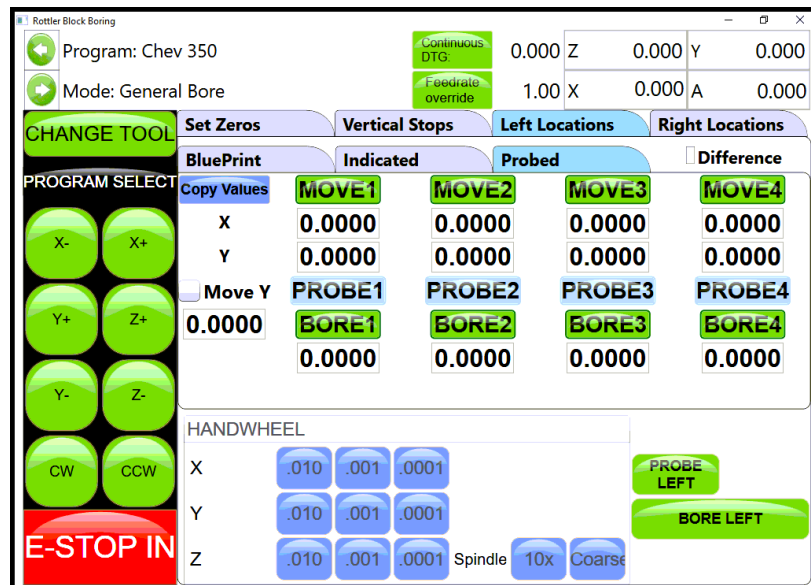 Rottler Block Boring
Program: Chev 350
Continuous DTG: 0.000 Z 0.000 Y 0.000
Mode: General Bore
Feedrate override 1.00 X 0.000 A 0.000
CHANGE TOOL
Set Zeros Vertical Stops Left Locations Right Locations
BluePrint Indicated Probed Difference
PROGRAM SELECT
Copy Values MOVE1 MOVE2 MOVE3 MOVE4
X 0.0000 0.0000 0.0000 0.0000
Y 0.0000 0.0000 0.0000 0.0000
Move Y PROBE1 PROBE2 PROBE3 PROBE4
0.0000 BORE1 BORE2 BORE3 BORE4
0.0000 0.0000 0.0000 0.0000
X- X+
Y+ Z+
Y- Z-
CW CCW
E-STOP IN
HANDWHEEL
X .010 .001 .0001
Y .010 .001 .0001
Z .010 .001 .0001 Spindle 10x Coarse
PROBE
LEFT
BORE LEFT